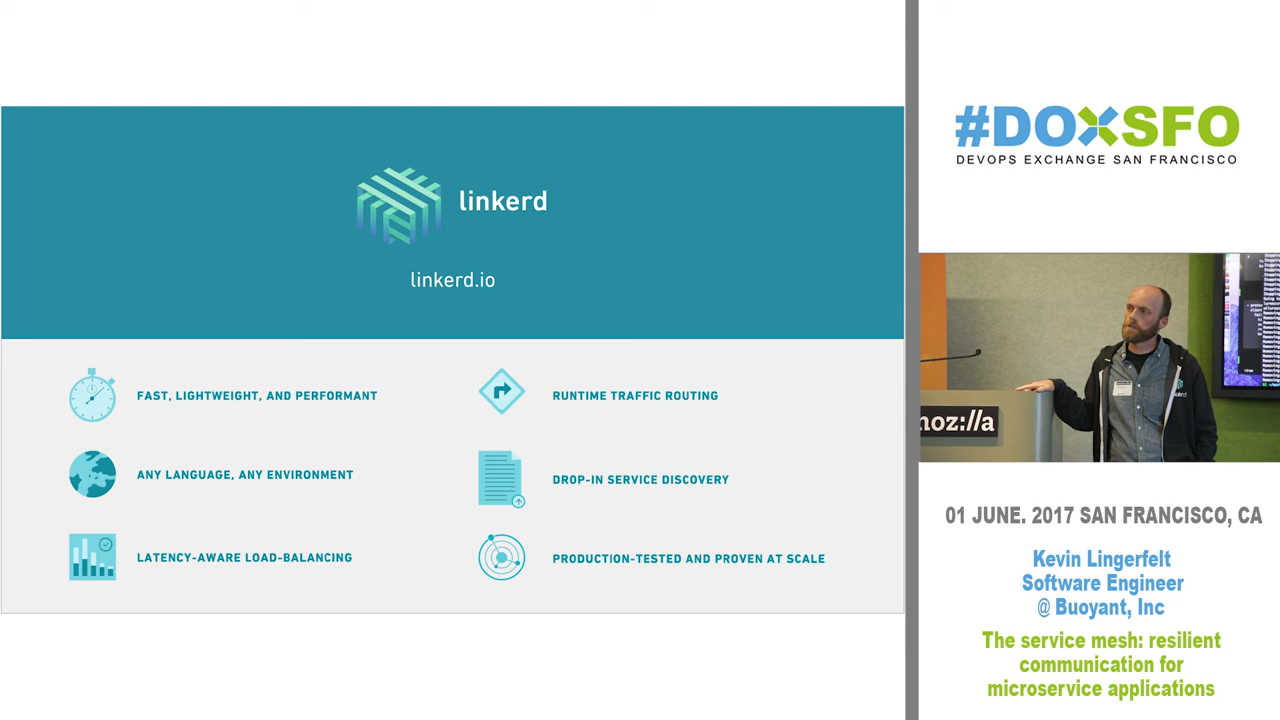 linkerd
linkerd.io
FAST, LIGHTWEIGHT, AND PERFORMANT
RUNTIME TRAFFIC ROUTING
ANY LANGUAGE, ANY ENVIRONMENT
DROP-IN SERVICE DISCOVERY
LATENCY-AWARE LOAD-BALANCING
PRODUCTION-TESTED AND PROVEN AT SCALE
#DOXSFO
DEVOPS EXCHANGE SAN FRANCISCO
moz://a
01 JUNE. 2017 SAN FRANCISCO, CA
Kevin Lingerfelt
Software Engineer
@ Buoyant, Inc
The service mesh: resilient
communication for
microservice applications